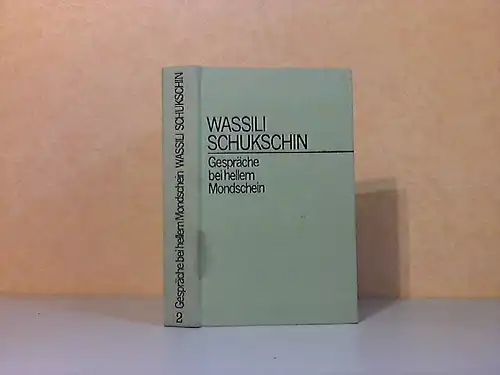 WASSILI
SCHUKSCHIN
Gespräche
bei hellem
Mondschein
2 Gespräche bei hellem Mondschein WASSILI SCHUKSCHIN